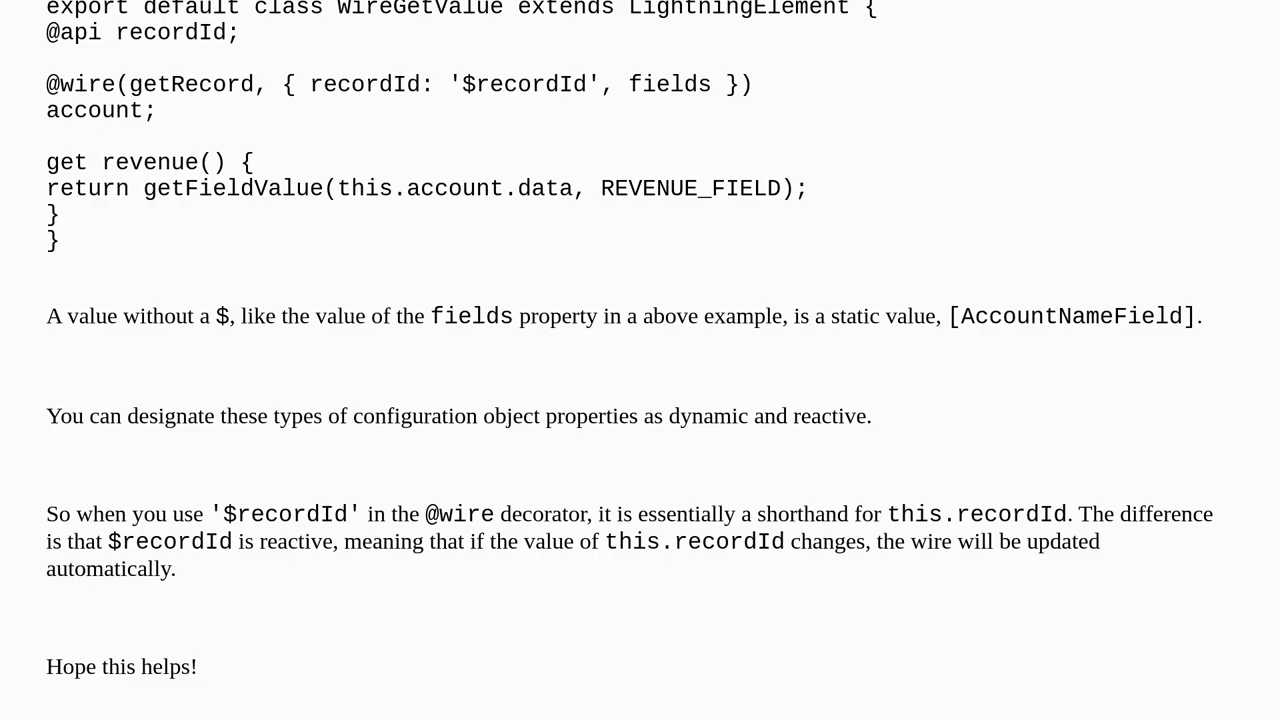 export default class WireGetValue extends LightningElement {
@api recordId;
@wire(getRecord, { recordId: '$recordId', fields })
account;
get revenue() {
return getFieldValue(this.account.data, REVENUE_FIELD);
}
}
A value without a $, like the value of the fields property in a above example, is a static value, [AccountNameField].
You can designate these types of configuration object properties as dynamic and reactive.
So when you use '$recordId' in the @wire decorator, it is essentially a shorthand for this.recordId. The difference
is that $recordId is reactive, meaning that if the value of this.recordId changes, the wire will be updated
automatically.
Hope this helps!